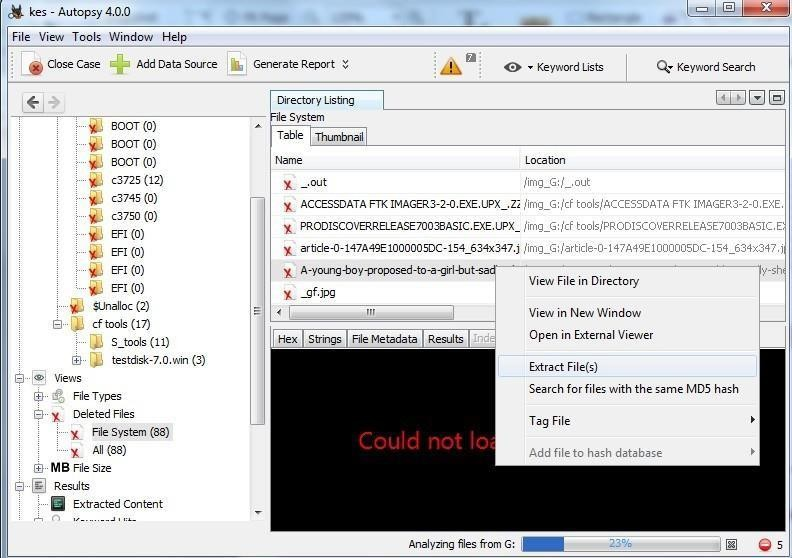 kes - Autopsy 4.0.0
File View Tools Window Help
Close Case Add Data Source Generate Report 7 Keyword Lists Keyword Search
Directory Listing
File System
Table Thumbnail
Name Location
_.out /img_G:/_.out
ACCESSDATA FTK IMAGER3-2-0.EXE.UPX_.ZZ /img_G:/cf tools/ACCESSDATA FTK IMAGER3-2-0.EXE.
PRODISCOVERRELEASE7003BASIC.EXE.UPX_. /img_G:/cf tools/PRODISCOVERRELEASE7003BASIC.E
article-0-147A49E1000005DC-154_634x347.j /img_G:/article-0-147A49E1000005DC-154_634x347.j
A-young-boy-proposed-to-a-girl-but-sad
_gf.jpg
BOOT (0)
BOOT (0)
BOOT (0)
c3725 (12)
c3745 (0)
c3750 (0)
EFI (0)
EFI (0)
EFI (0)
EFI (0)
$Unalloc (2)
cf tools (17)
S_tools (11)
testdisk-7.0.win (3)
Views
File Types
Deleted Files
File System (88)
All (88)
MB File Size
Results
Extracted Content
Keyword Hits
View File in Directory
View in New Window
Open in External Viewer
Extract File(s)
Search for files with the same MD5 hash
Tag File
Add file to hash database
Hex Strings File Metadata Results Inde
Could not loa
Analyzing files from G: 23% 5